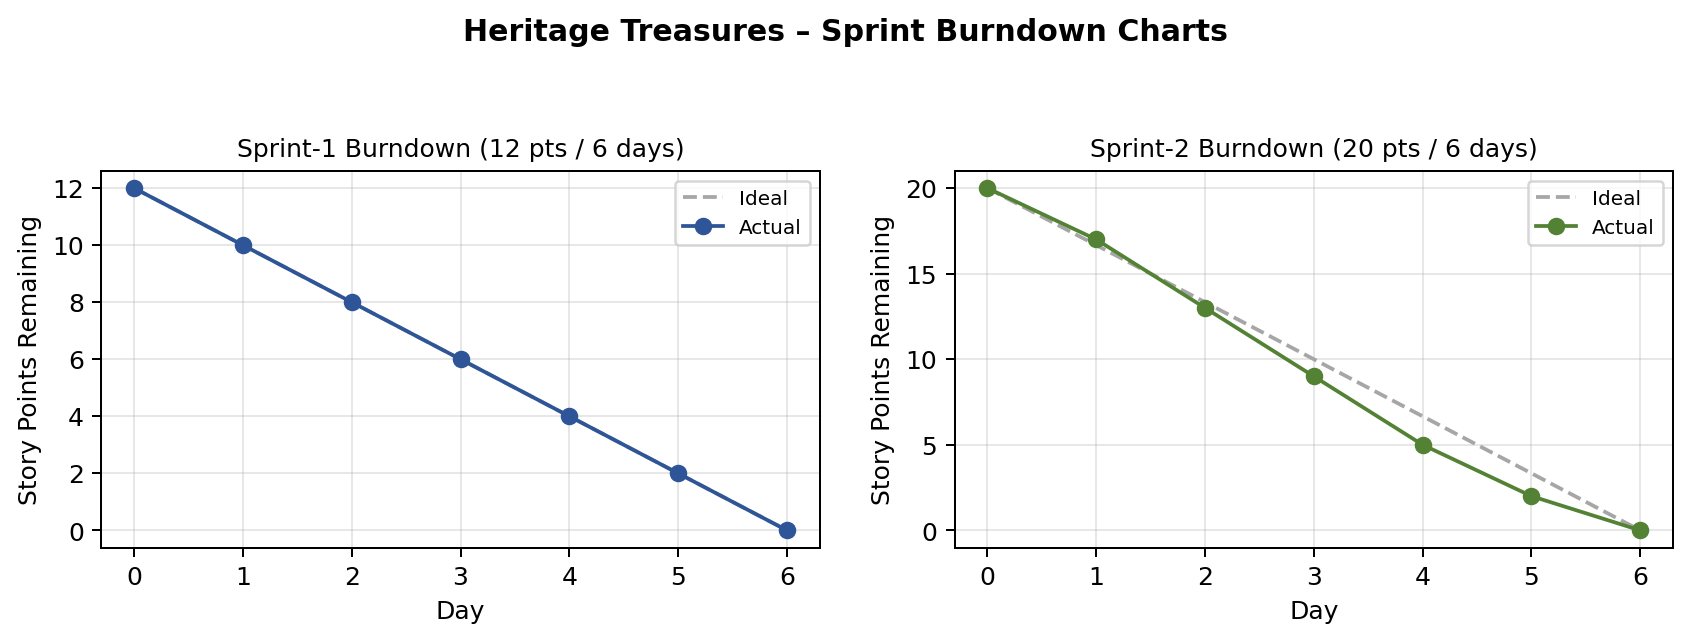 Heritage Treasures – Sprint Burndown Charts
Sprint-1 Burndown (12 pts / 6 days)
Story Points Remaining
12
10
8
6
4
2
0
Ideal
Actual
0 1 2 3 4 5 6
Day
Sprint-2 Burndown (20 pts / 6 days)
Story Points Remaining
20
15
10
5
0
Ideal
Actual
0 1 2 3 4 5 6
Day